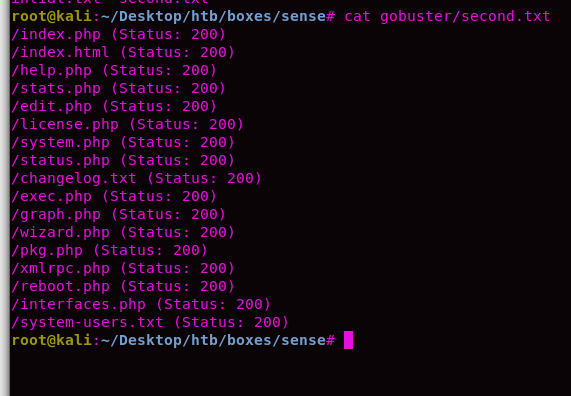 root@kali:~/Desktop/htb/boxes/sense# cat gobuster/second.txt
/index.php (Status: 200)
/index.html (Status: 200)
/help.php (Status: 200)
/stats.php (Status: 200)
/edit.php (Status: 200)
/license.php (Status: 200)
/system.php (Status: 200)
/status.php (Status: 200)
/changelog.txt (Status: 200)
/exec.php (Status: 200)
/graph.php (Status: 200)
/wizard.php (Status: 200)
/pkg.php (Status: 200)
/xmlrpc.php (Status: 200)
/reboot.php (Status: 200)
/interfaces.php (Status: 200)
/system-users.txt (Status: 200)
root@kali:~/Desktop/htb/boxes/sense#